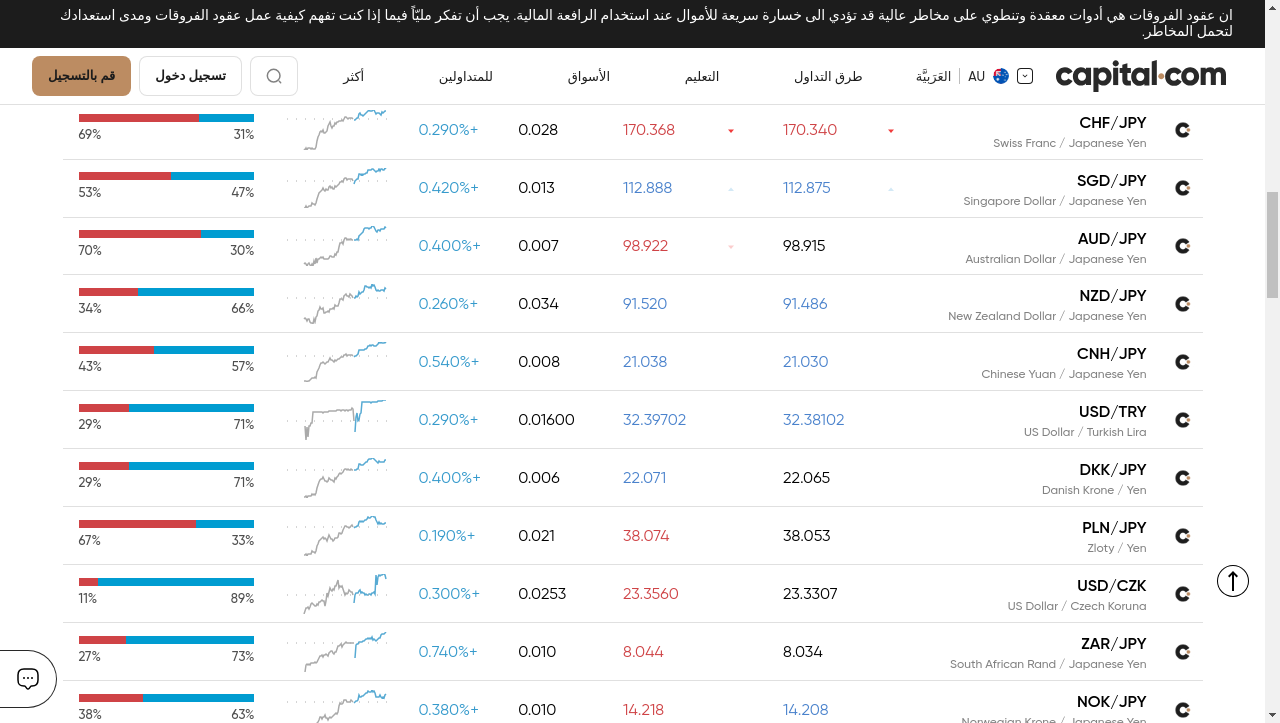 ان عقود الفروقات هي أدوات معقدة وتنطوي على مخاطر عالية قد تؤدي الى خسارة سريعة للأموال عند استخدام الرافعة المالية. يجب أن تفكر مليّاً فيما إذا كنت تفهم كيفية عمل عقود الفروقات ومدى استعدادك
لتحمل المخاطر.
capital.com AU العَرَبيَّة طرق التداول التعليم الأسواق للمتداولين أكثر تسجيل دخول قم بالتسجيل
CHF/JPY 170.340 170.368 0.028 0.290%+ 31% 69%
Swiss Franc / Japanese Yen
SGD/JPY 112.875 112.888 0.013 0.420%+ 47% 53%
Singapore Dollar / Japanese Yen
AUD/JPY 98.915 98.922 0.007 0.400%+ 30% 70%
Australian Dollar / Japanese Yen
NZD/JPY 91.486 91.520 0.034 0.260%+ 66% 34%
New Zealand Dollar / Japanese Yen
CNH/JPY 21.030 21.038 0.008 0.540%+ 57% 43%
Chinese Yuan / Japanese Yen
USD/TRY 32.38102 32.39702 0.01600 0.290%+ 71% 29%
US Dollar / Turkish Lira
DKK/JPY 22.065 22.071 0.006 0.400%+ 71% 29%
Danish Krone / Yen
PLN/JPY 38.053 38.074 0.021 0.190%+ 33% 67%
Zloty / Yen
USD/CZK 23.3307 23.3560 0.0253 0.300%+ 89% 11%
US Dollar / Czech Koruna
ZAR/JPY 8.034 8.044 0.010 0.740%+ 73% 27%
South African Rand / Japanese Yen
NOK/JPY 14.208 14.218 0.010 0.380%+ 63% 38%
Norwegian Krone / Japanese Yen